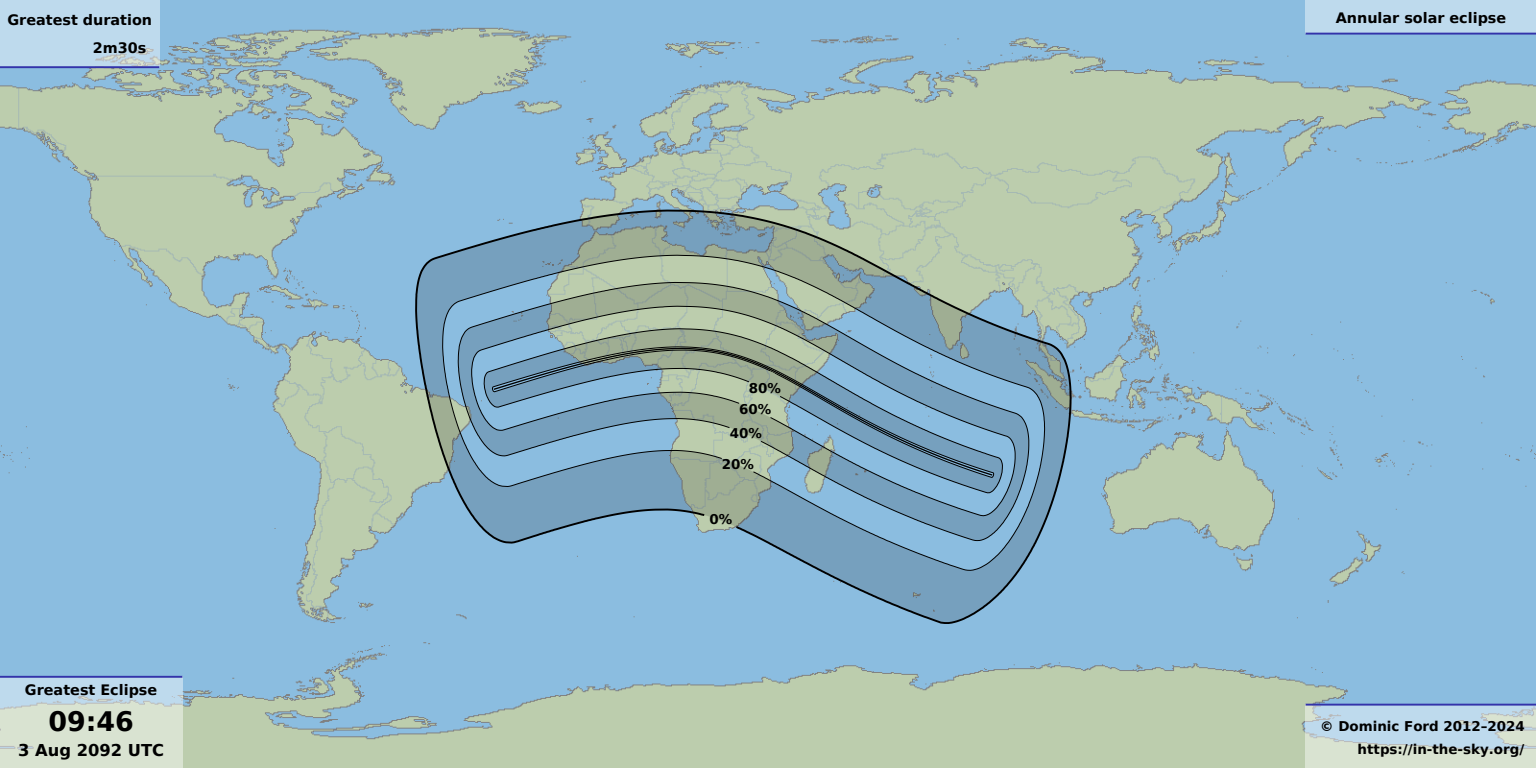 Greatest duration
2m30s
Annular solar eclipse
80%
60%
40%
20%
0%
Greatest Eclipse
09:46
3 Aug 2092 UTC
© Dominic Ford 2012–2024
https://in-the-sky.org/